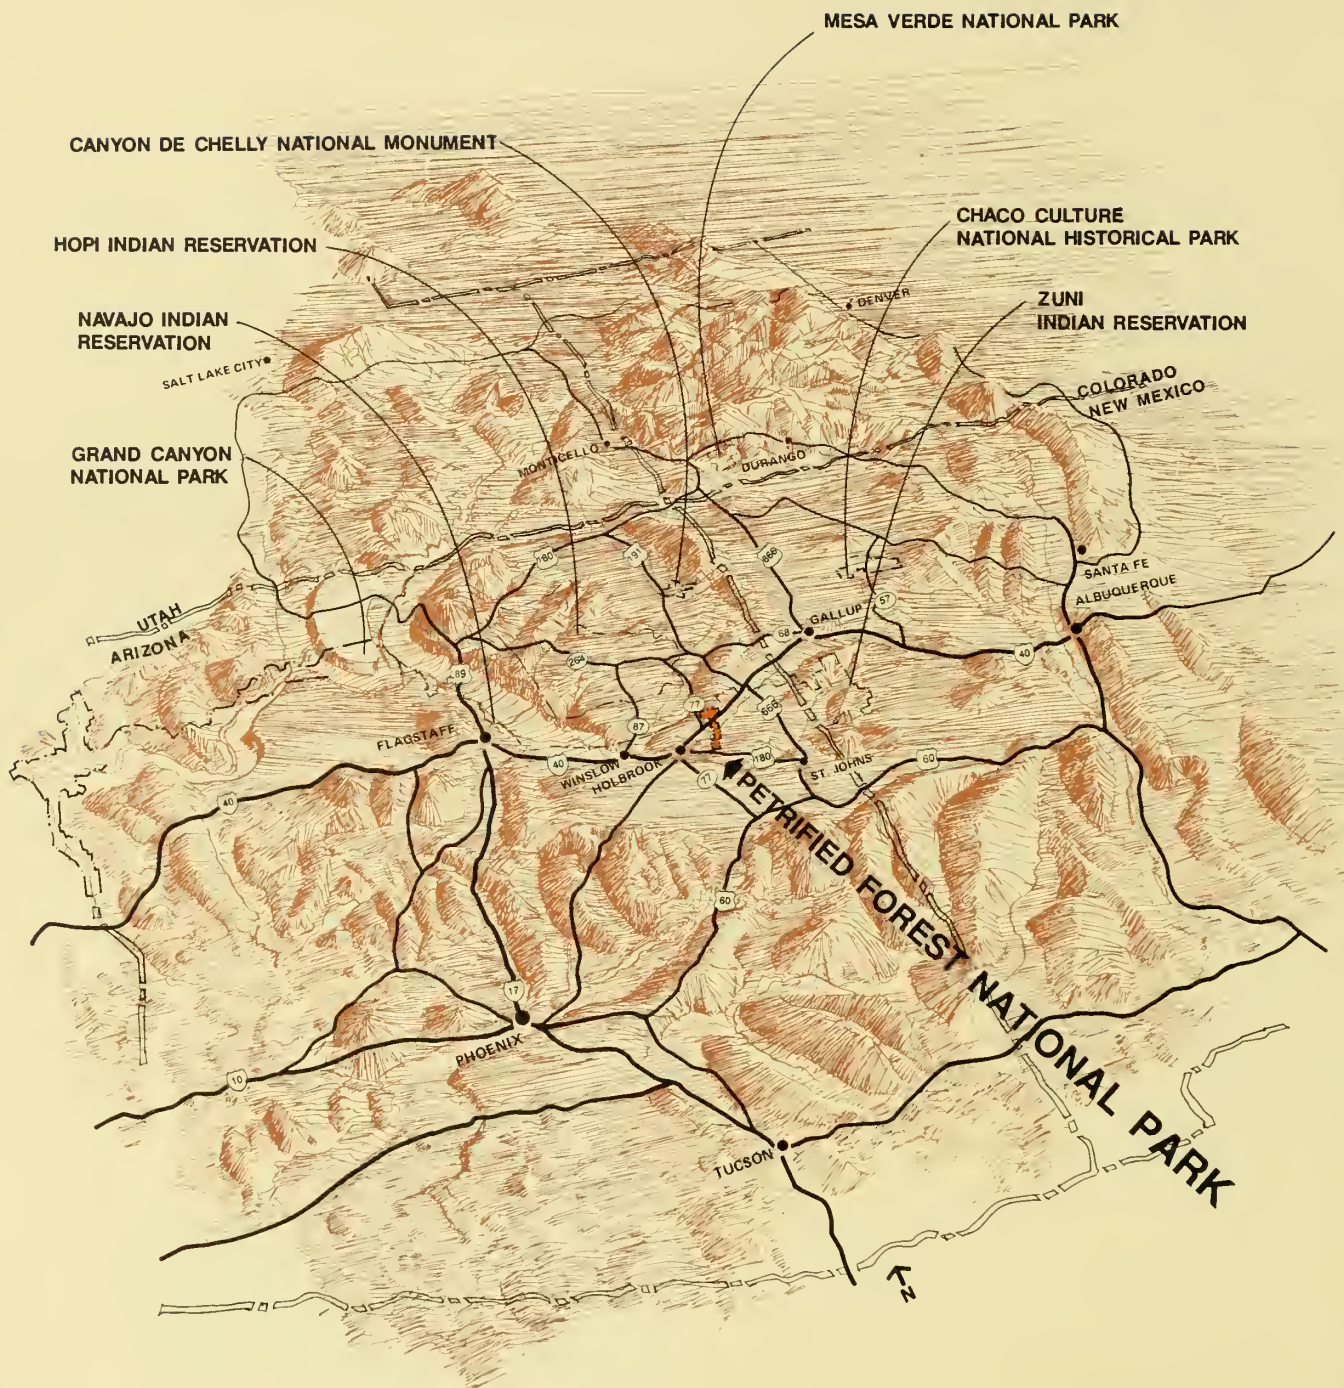 MESA VERDE NATIONAL PARK
CANYON DE CHELLY NATIONAL MONUMENT
CHACO CULTURE
NATIONAL HISTORICAL PARK
HOPI INDIAN RESERVATION
ZUNI
INDIAN RESERVATION
NAVAJO INDIAN
RESERVATION
DENVER
SALT LAKE CITY
COLORADO
NEW MEXICO
GRAND CANYON
NATIONAL PARK
MONTICELLO
DURANGO
180
191
666
SANTA FE
ALBUQUERQUE
57
GALLUP
UTAH
ARIZONA
68
40
264
89
77
666
87
FLAGSTAFF
40
WINSLOW
HOLBROOK
180
ST. JOHNS
60
77
40
PETRIFIED FOREST NATIONAL PARK
60
17
PHOENIX
10
TUCSON
N